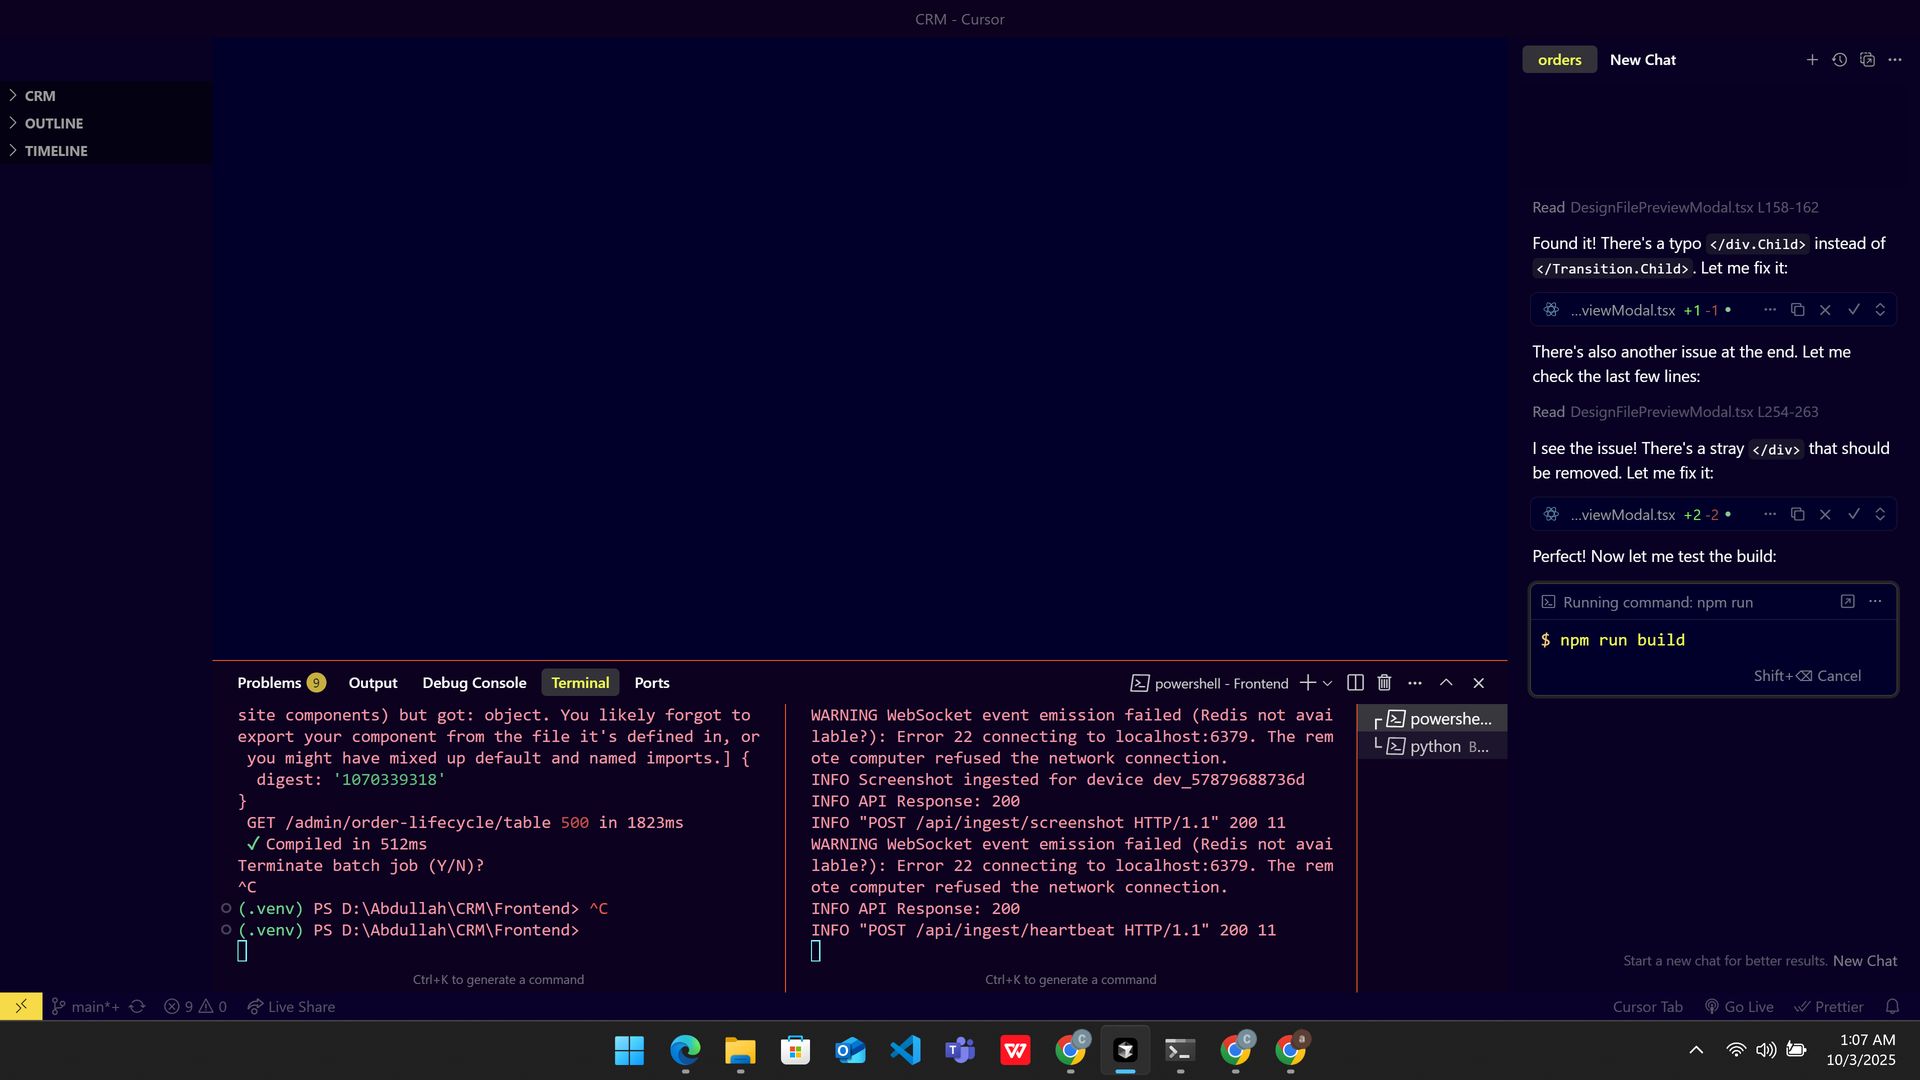 CRM - Cursor
CRM
OUTLINE
TIMELINE
orders New Chat
Read DesignFilePreviewModal.tsx L158-162
Found it! There's a typo </div.Child> instead of
</Transition.Child>. Let me fix it:
...viewModal.tsx +1 -1
There's also another issue at the end. Let me
check the last few lines:
Read DesignFilePreviewModal.tsx L254-263
I see the issue! There's a stray </div> that should
be removed. Let me fix it:
...viewModal.tsx +2 -2
Perfect! Now let me test the build:
Running command: npm run
$ npm run build
Shift+⌫ Cancel
Start a new chat for better results. New Chat
Problems 9 Output Debug Console Terminal Ports
powershell - Frontend
site components) but got: object. You likely forgot to
export your component from the file it's defined in, or
you might have mixed up default and named imports.] {
digest: '1070339318'
}
GET /admin/order-lifecycle/table 500 in 1823ms
✓ Compiled in 512ms
Terminate batch job (Y/N)?
^C
(.venv) PS D:\Abdullah\CRM\Frontend> ^C
(.venv) PS D:\Abdullah\CRM\Frontend>
Ctrl+K to generate a command
WARNING WebSocket event emission failed (Redis not avai
lable?): Error 22 connecting to localhost:6379. The rem
ote computer refused the network connection.
INFO Screenshot ingested for device dev_57879688736d
INFO API Response: 200
INFO "POST /api/ingest/screenshot HTTP/1.1" 200 11
WARNING WebSocket event emission failed (Redis not avai
lable?): Error 22 connecting to localhost:6379. The rem
ote computer refused the network connection.
INFO API Response: 200
INFO "POST /api/ingest/heartbeat HTTP/1.1" 200 11
Ctrl+K to generate a command
powershe...
python B...
main*+ 9 0 Live Share
Cursor Tab Go Live Prettier
1:07 AM
10/3/2025